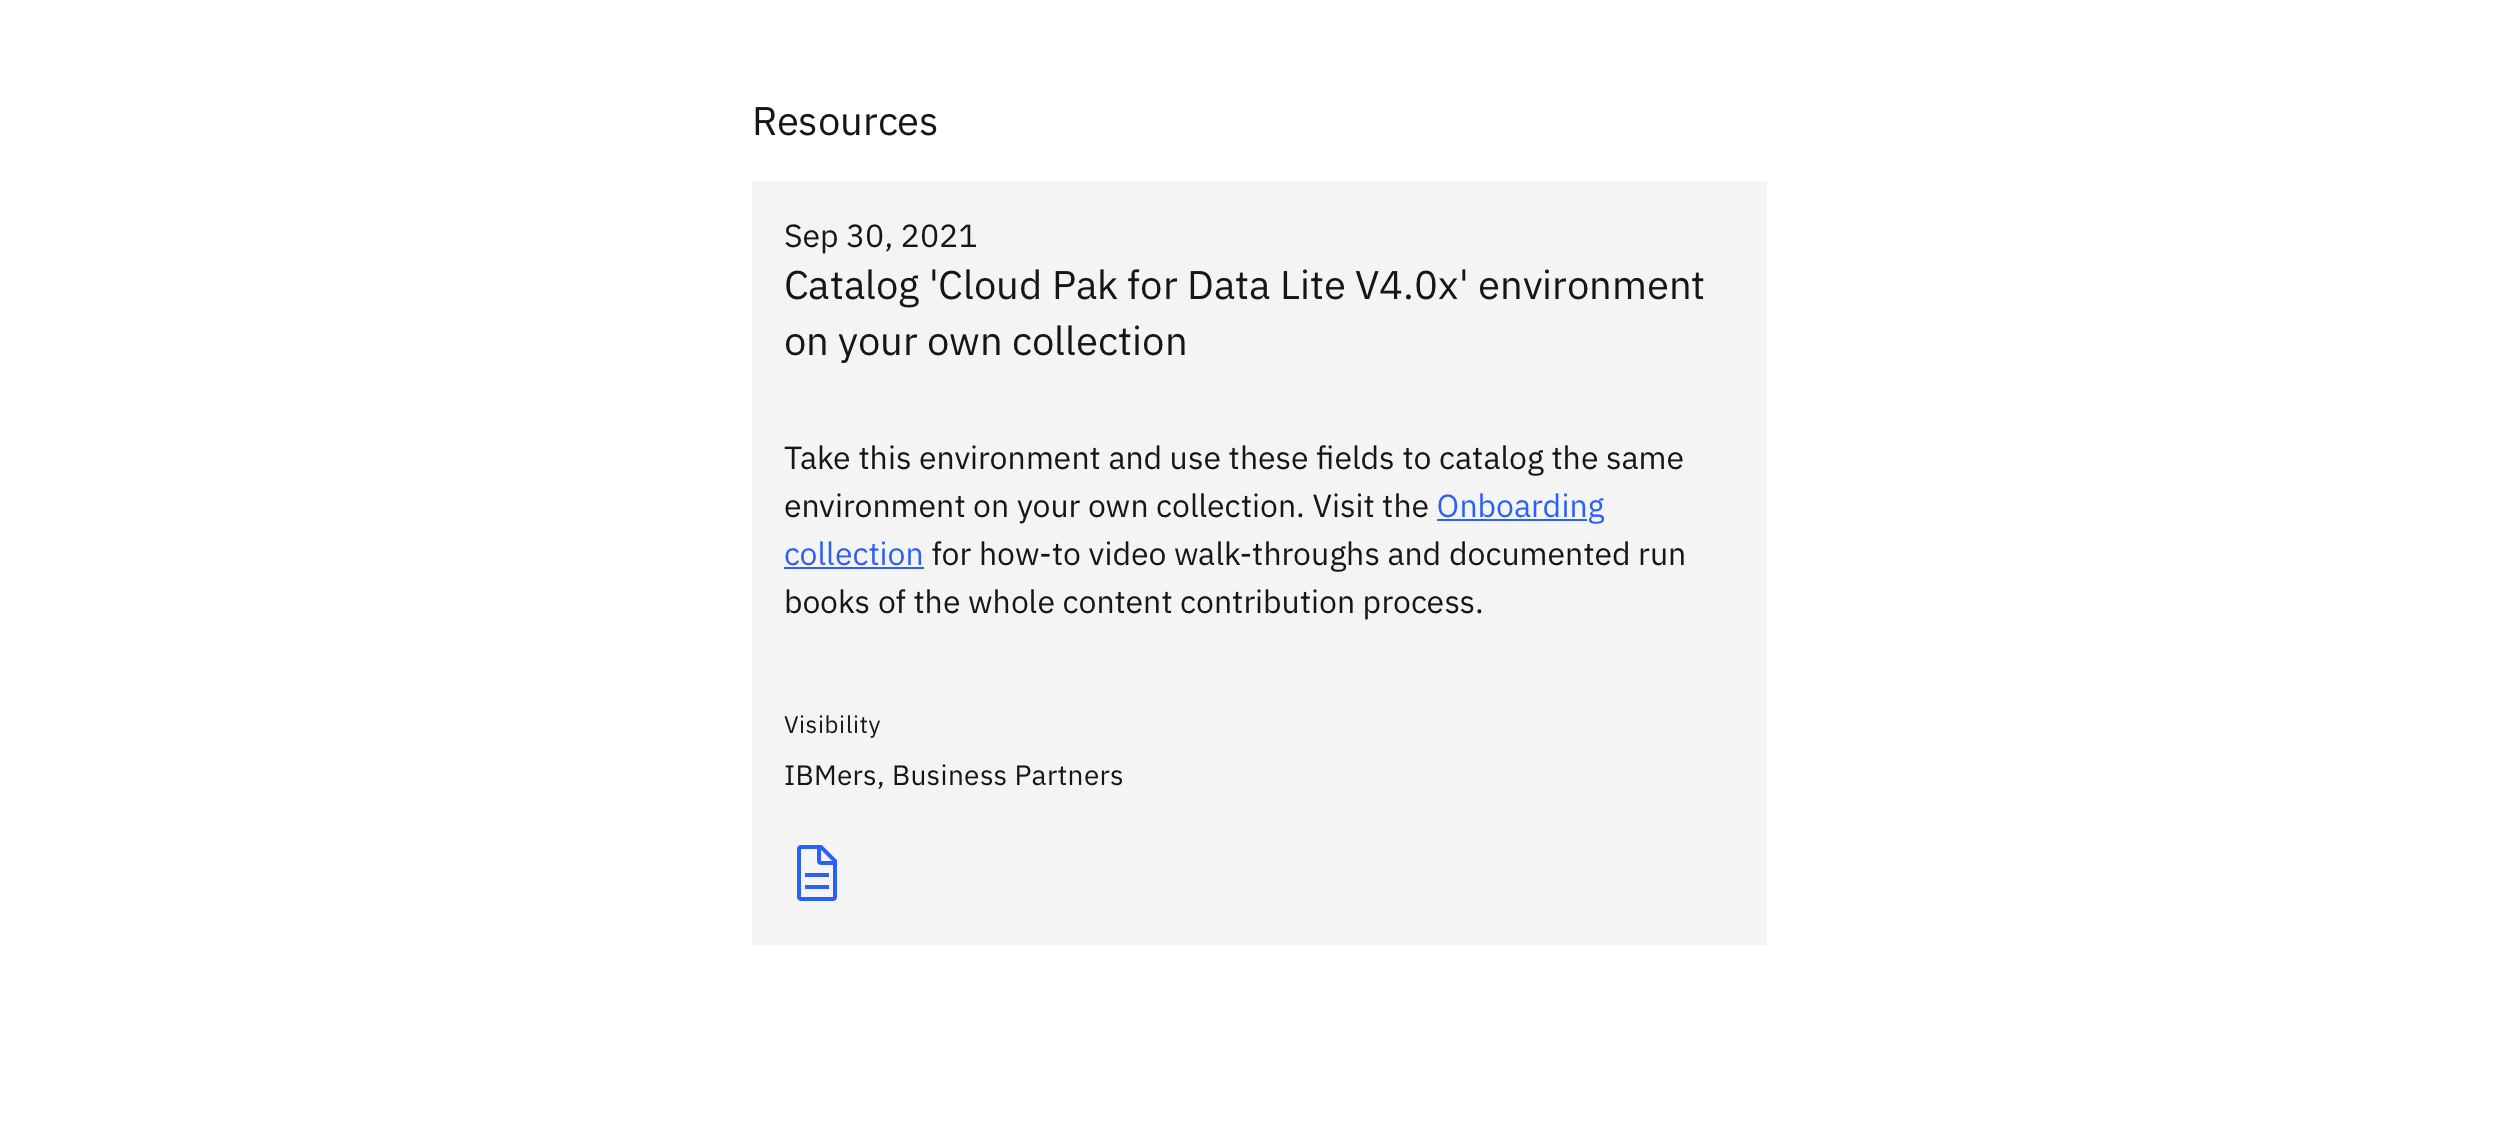 Resources
Sep 30, 2021
Catalog 'Cloud Pak for Data Lite V4.0x' environment
on your own collection
Take this environment and use these fields to catalog the same
environment on your own collection. Visit the Onboarding
collection for how-to video walk-throughs and documented run
books of the whole content contribution process.
Visibility
IBMers, Business Partners